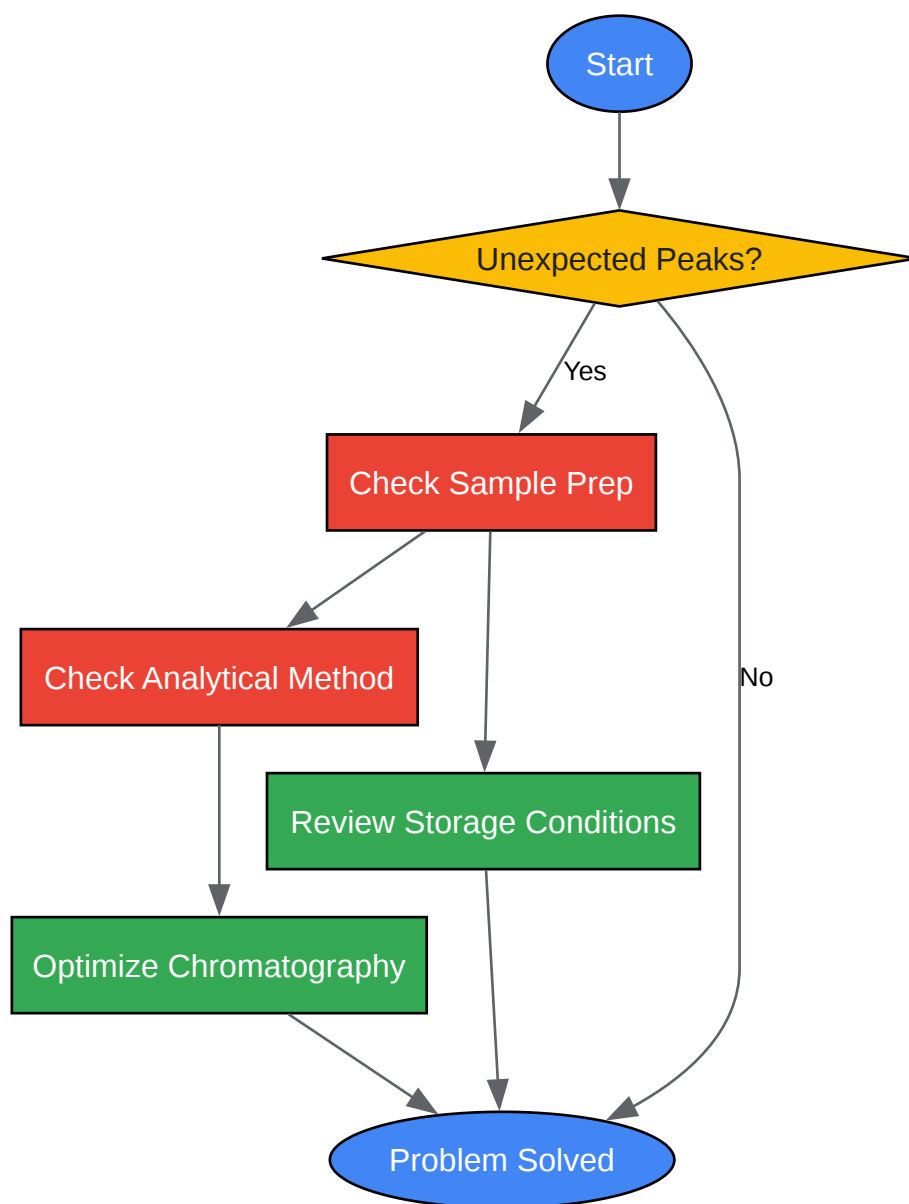 Start
Unexpected Peaks?
Yes
Check Sample Prep
Check Analytical Method
No
Review Storage Conditions
Optimize Chromatography
Problem Solved